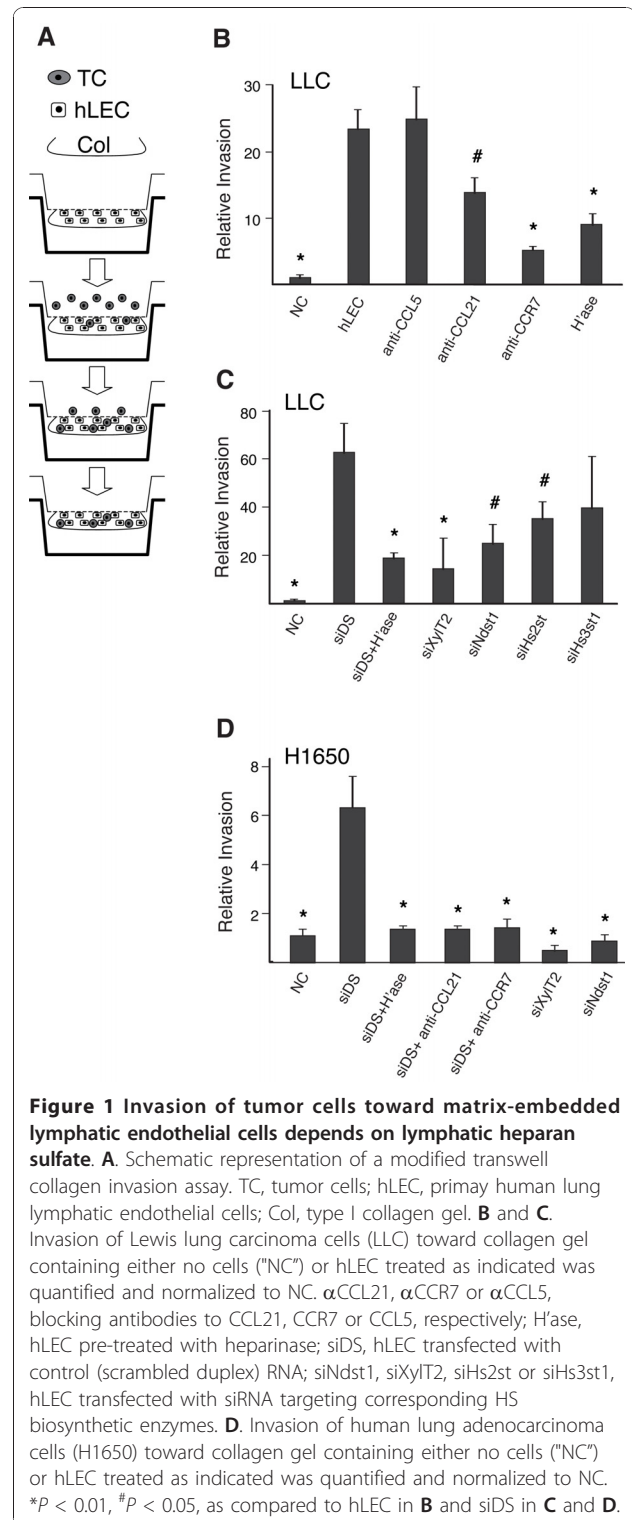 A
TC
hLEC
Col
B
LLC
Relative Invasion
30
20
10
*
#
*
*
NC
hLEC
anti-CCL5
anti-CCL21
anti-CCR7
H'ase
C
LLC
Relative Invasion
80
60
40
20
*
*
*
#
#
NC
siDS
siDS+H'ase
siXylT2
siNdst1
siHs2st
siHs3st1
D
H1650
Relative Invasion
8
6
4
2
*
*
*
*
*
*
NC
siDS
siDS+H'ase
siDS+ anti-CCL21
siDS+ anti-CCR7
siXylT2
siNdst1
Figure 1 Invasion of tumor cells toward matrix-embedded
lymphatic endothelial cells depends on lymphatic heparan
sulfate. A. Schematic representation of a modified transwell
collagen invasion assay. TC, tumor cells; hLEC, primay human lung
lymphatic endothelial cells; Col, type I collagen gel. B and C.
Invasion of Lewis lung carcinoma cells (LLC) toward collagen gel
containing either no cells ("NC") or hLEC treated as indicated was
quantified and normalized to NC. αCCL21, αCCR7 or αCCL5,
blocking antibodies to CCL21, CCR7 or CCL5, respectively; H'ase,
hLEC pre-treated with heparinase; siDS, hLEC transfected with
control (scrambled duplex) RNA; siNdst1, siXylT2, siHs2st or siHs3st1,
hLEC transfected with siRNA targeting corresponding HS
biosynthetic enzymes. D. Invasion of human lung adenocarcinoma
cells (H1650) toward collagen gel containing either no cells ("NC")
or hLEC treated as indicated was quantified and normalized to NC.
*P < 0.01, #P < 0.05, as compared to hLEC in B and siDS in C and D.